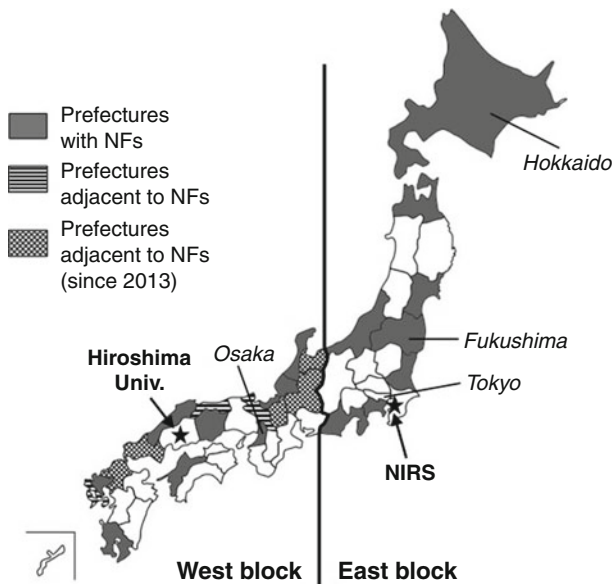 Prefectures
with NFs
Prefectures
adjacent to NFs
Prefectures
adjacent to NFs
(since 2013)
Hokkaido
Fukushima
Osaka
Hiroshima
Univ.
Tokyo
NIRS
West block
East block